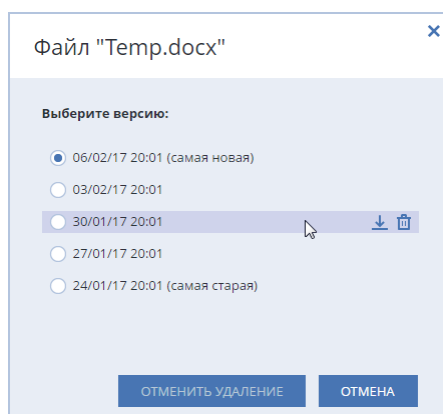 Файл "Temp.docx"
Выберите версию:
06/02/17 20:01 (самая новая)
03/02/17 20:01
30/01/17 20:01
27/01/17 20:01
24/01/17 20:01 (самая старая)
ОТМЕНИТЬ УДАЛЕНИЕ ОТМЕНА